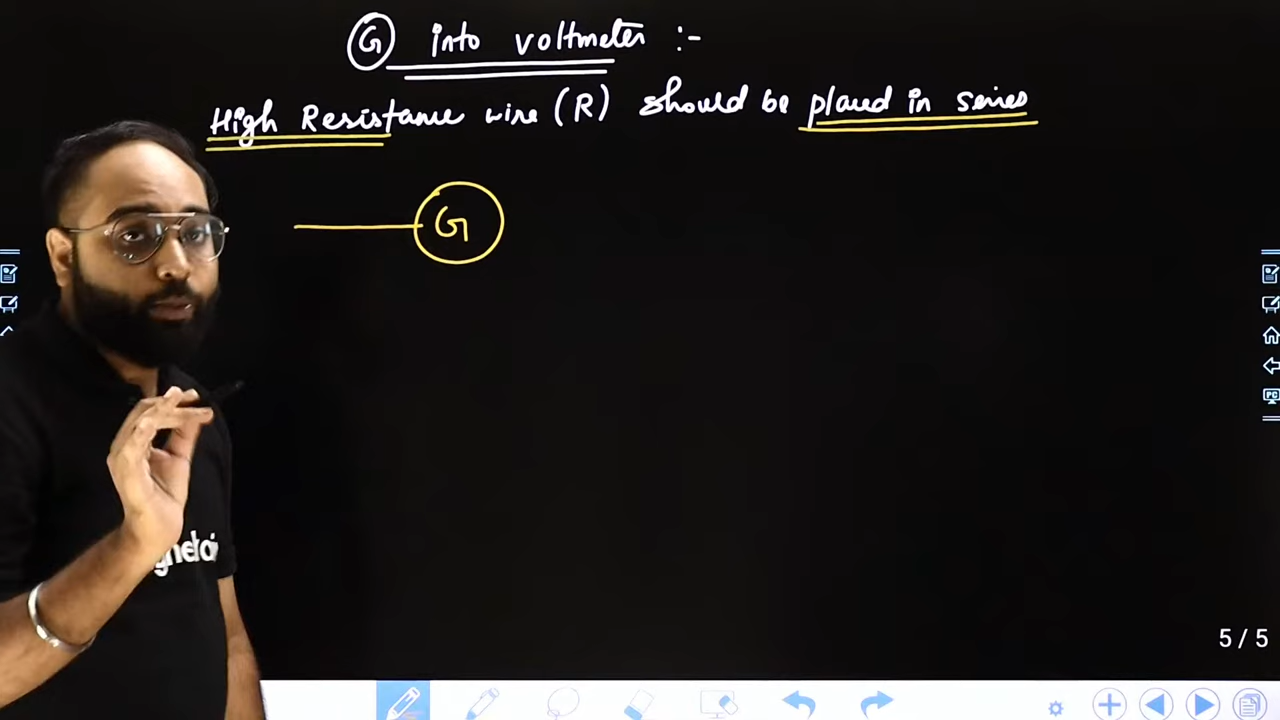 G into voltmeter :-
High Resistance wire (R) should be placed in series
G
5 / 5